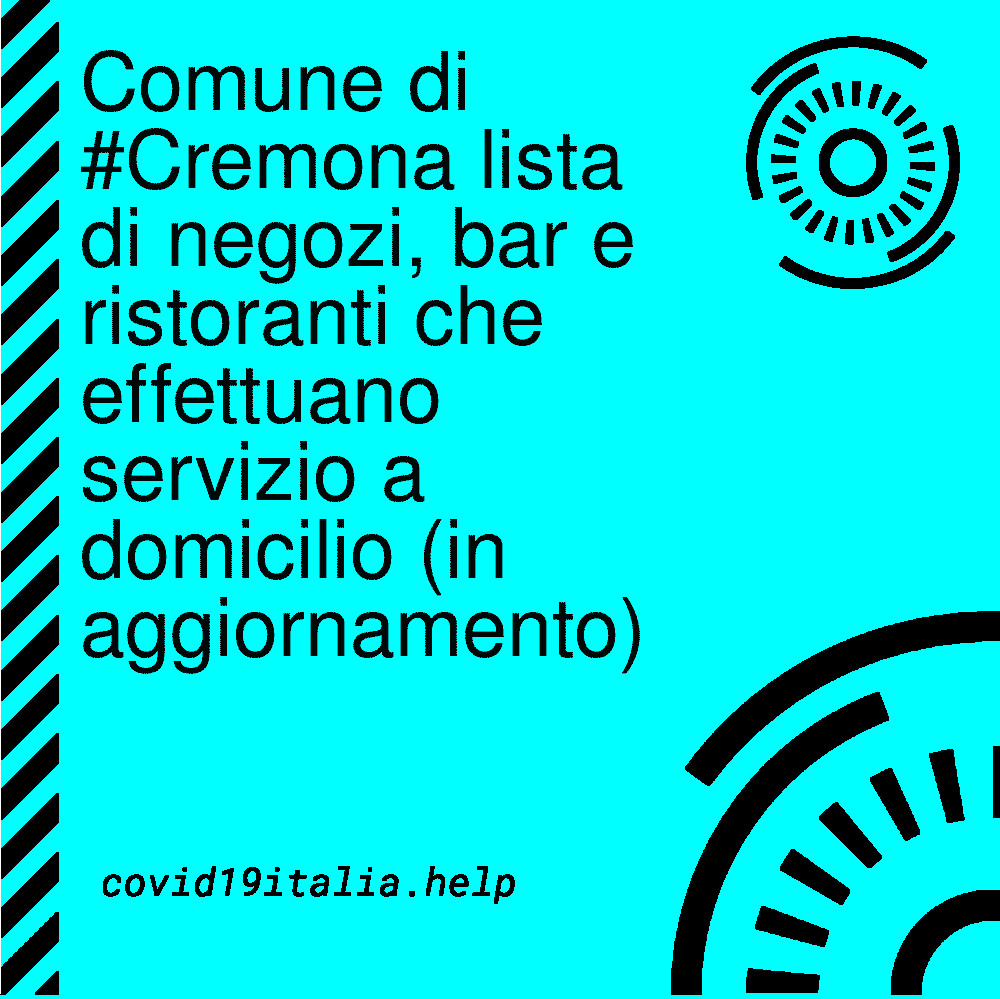 Comune di
#Cremona lista
di negozi, bar e
ristoranti che
effettuano
servizio a
domicilio (in
aggiornamento)
covid19italia.help